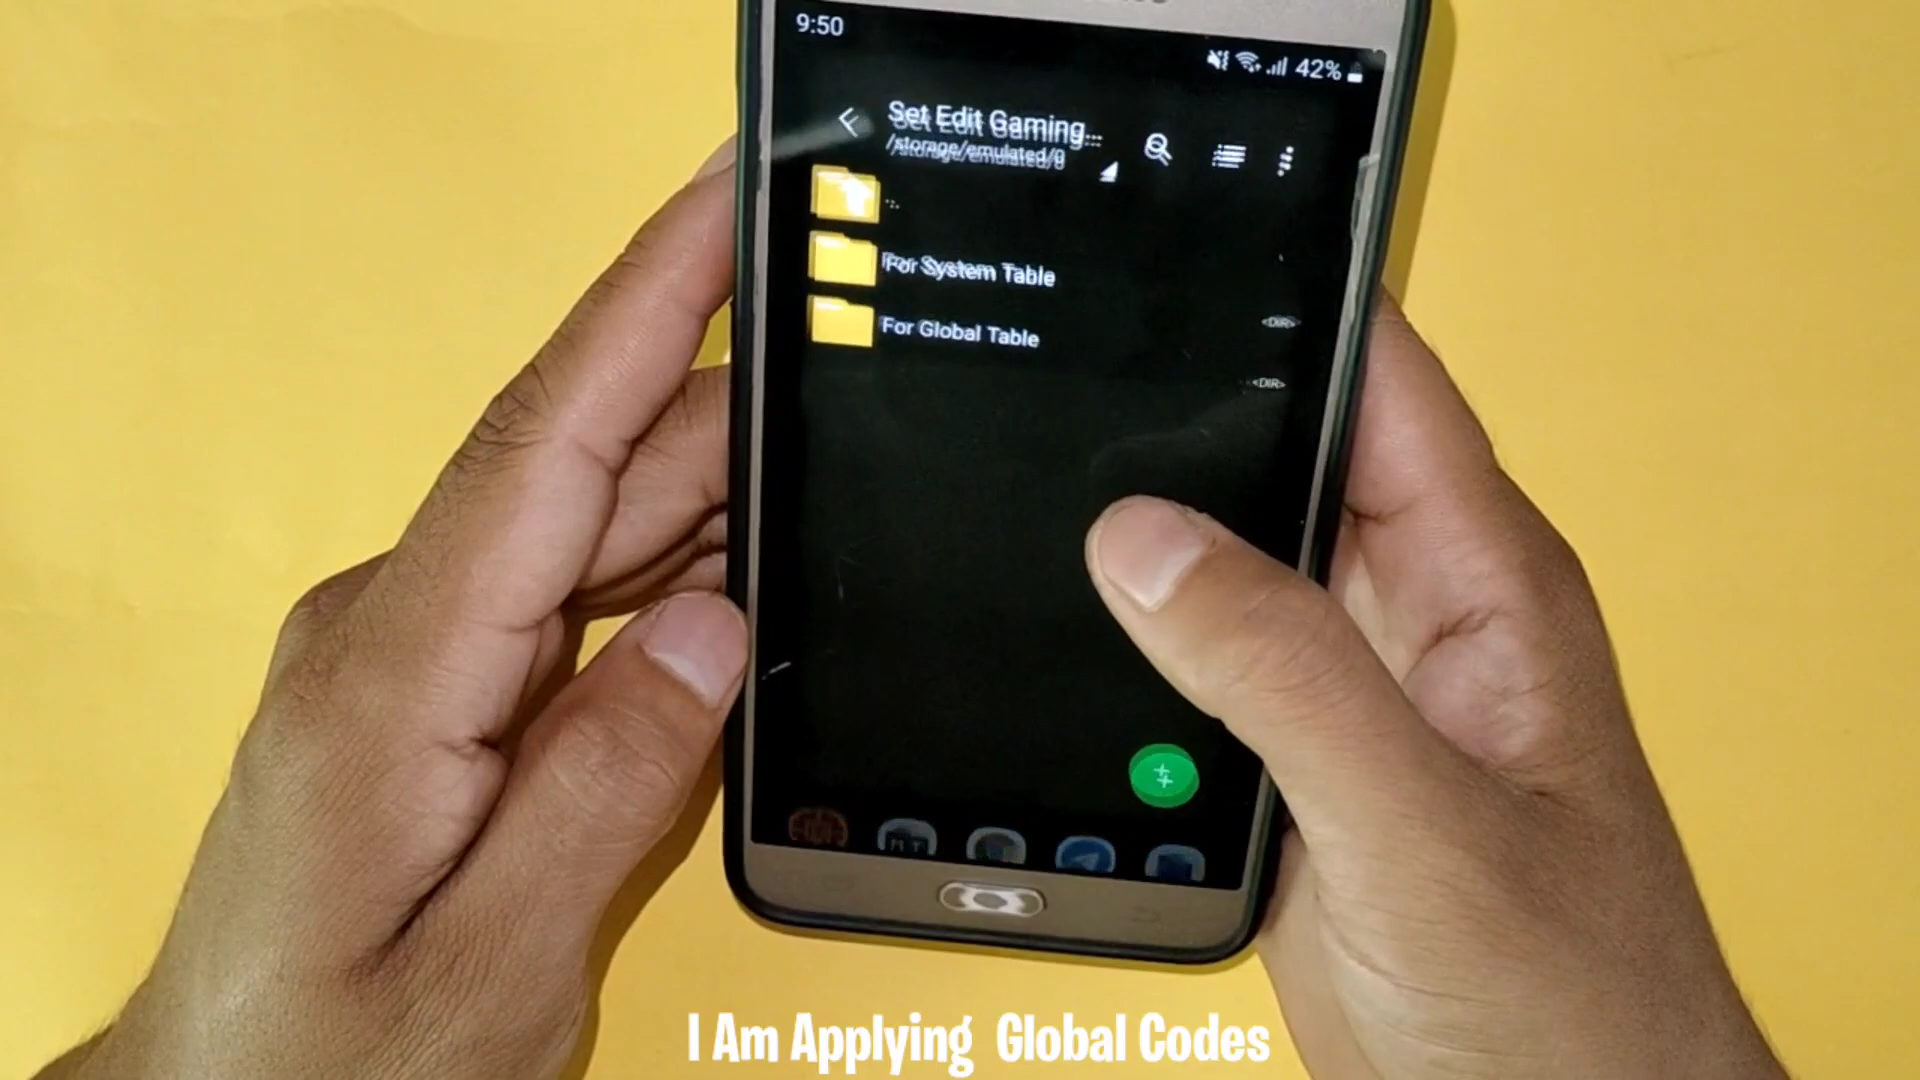 9:50
42%
Set Edit Gaming...
/storage/emulated/0
..
For System Table
<DIR>
For Global Table
<DIR>
I Am Applying Global Codes